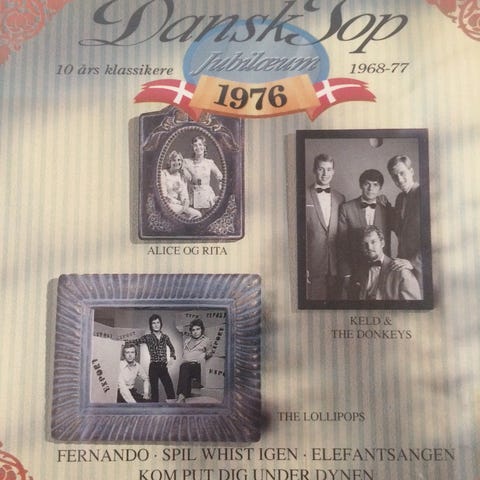 Dansk Top
10 års klassikere
Jubilæum
1968-77
1976
ALICE OG RITA
KELD &
THE DONKEYS
EXPORT
THE LOLLIPOPS
FERNANDO · SPIL WHIST IGEN · ELEFANTSANGEN
KOM PUT DIG UNDER DYNEN